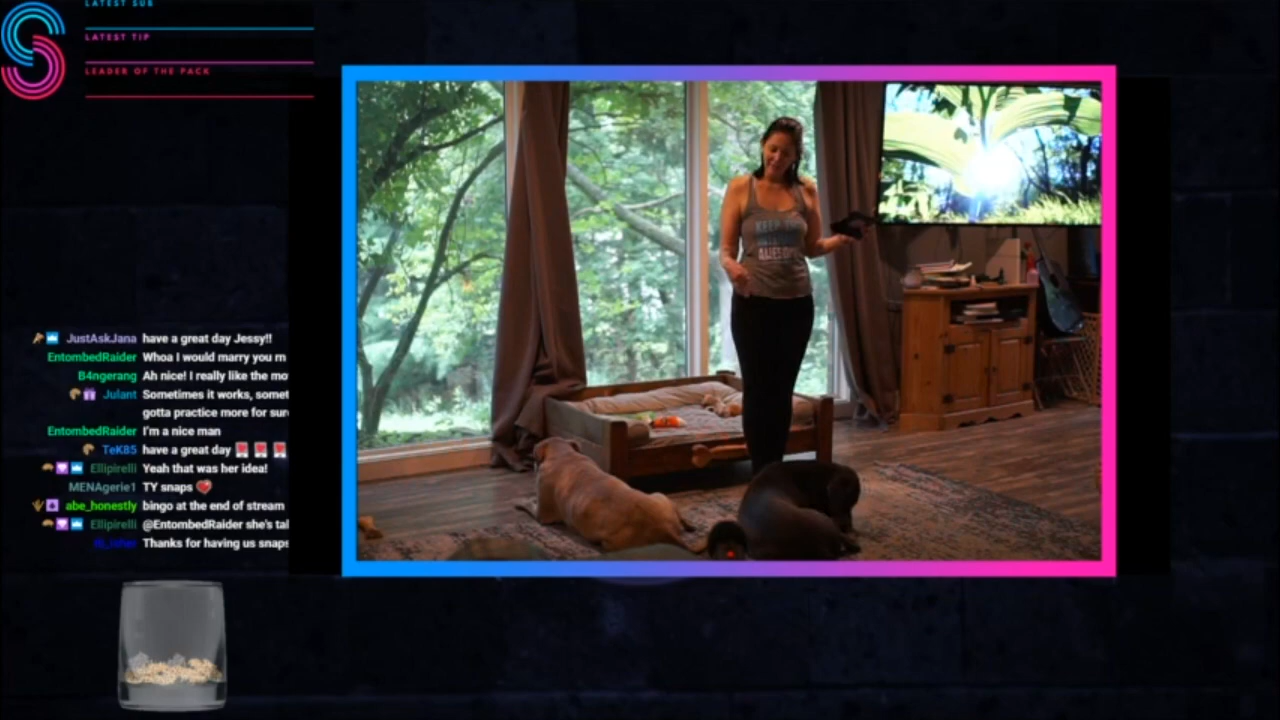 LATEST SUB
LATEST TIP
LEADER OF THE PACK
KEEP
JustAskJana have a great day Jessy!!
EntombedRaider Whoa I would marry you rn
B4ngerang Ah nice! I really like the mo
Julant Sometimes it works, somet
gotta practice more for sur
EntombedRaider I'm a nice man
TeK85 have a great day
Ellipirelli Yeah that was her idea!
MENAgerie1 TY snaps
abe_honestly bingo at the end of stream
Ellipirelli @EntombedRaider she's tal
Thanks for having us snaps